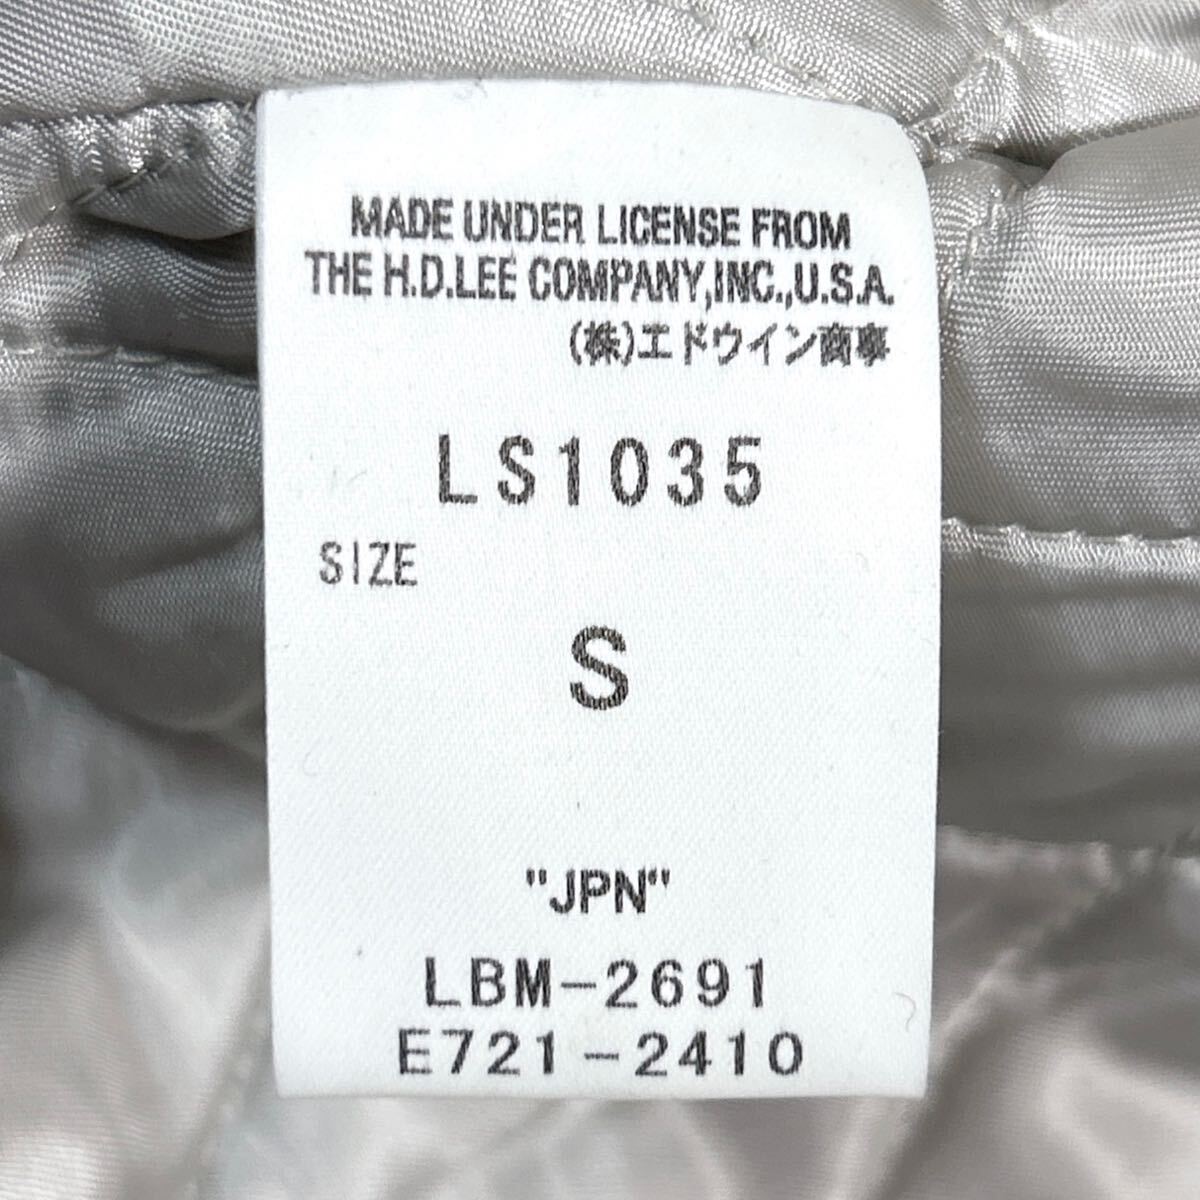 MADE UNDER LICENSE FROM
THE H.D.LEE COMPANY,INC.,U.S.A.
(株)エドウイン商事
LS1035
SIZE
S
"JPN"
LBM-2691
E721-2410